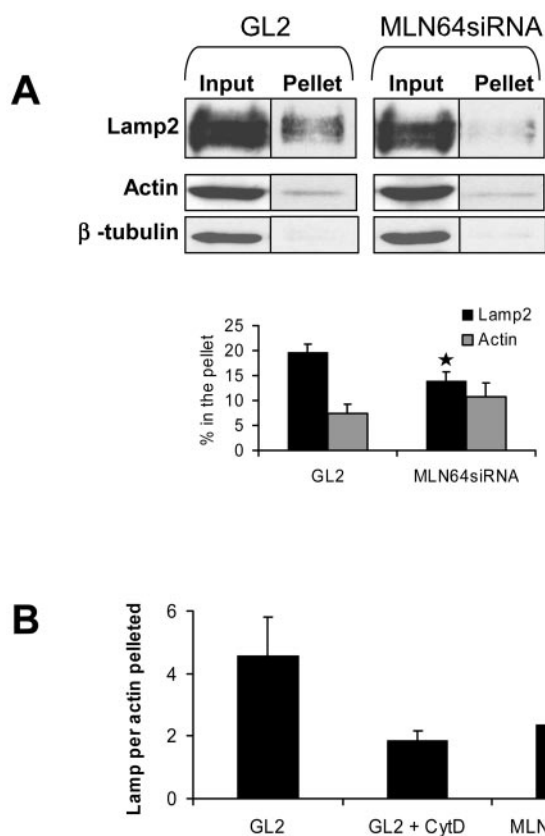 GL2 MLN64siRNA
A
Input Pellet Input Pellet
Lamp2
Actin
β -tubulin
Lamp2
Actin
% in the pellet
25
20
15
10
5
0
GL2 MLN64siRNA
B
Lamp per actin pelleted
6
4
2
0
GL2 GL2 + CytD MLN